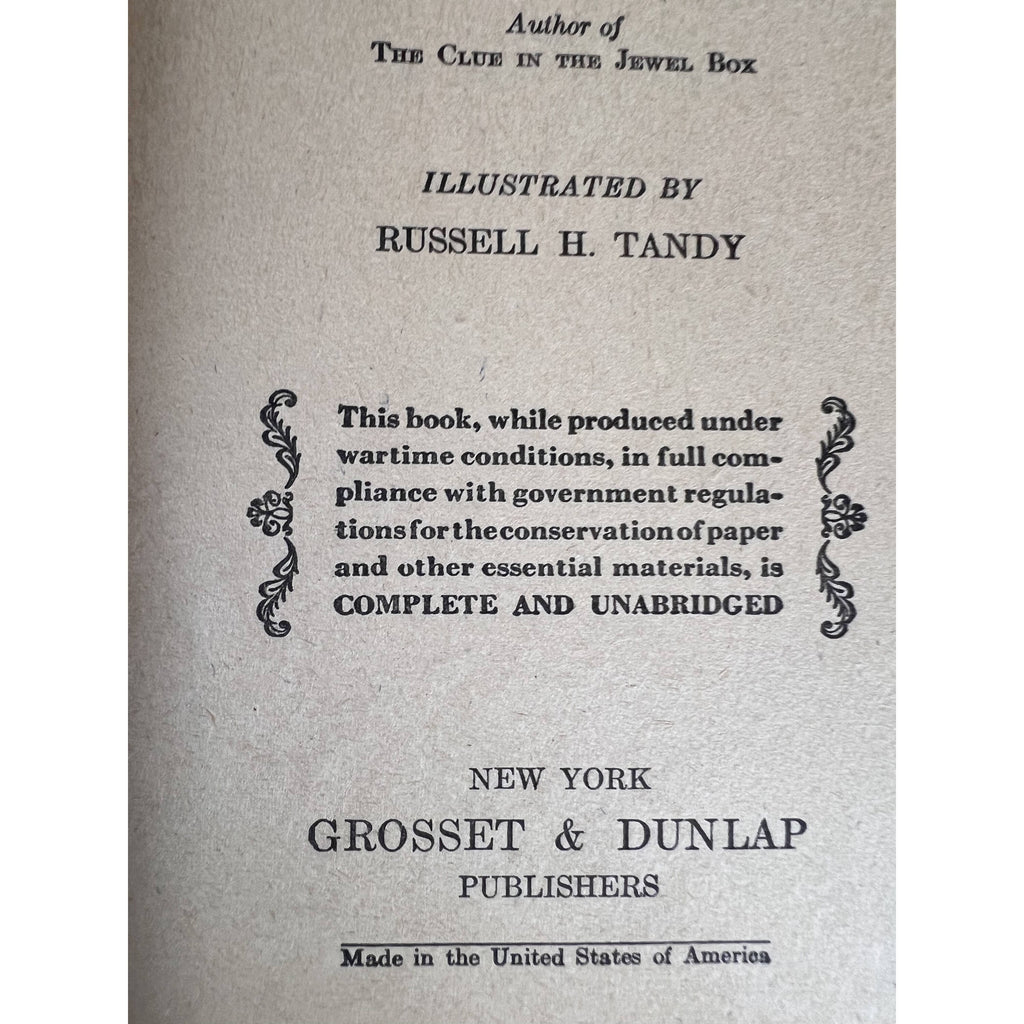 Author of
THE CLUE IN THE JEWEL BOX
ILLUSTRATED BY
RUSSELL H. TANDY
This book, while produced under
wartime conditions, in full com-
pliance with government regula-
tions for the conservation of paper
and other essential materials, is
COMPLETE AND UNABRIDGED
NEW YORK
GROSSET & DUNLAP
PUBLISHERS
Made in the United States of America